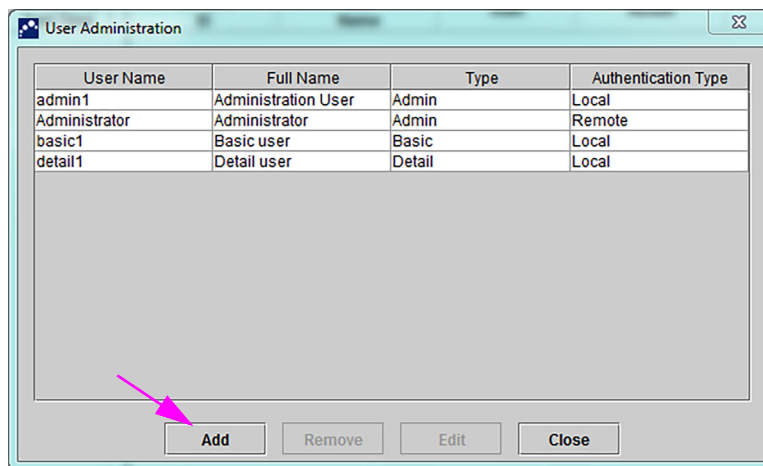 Name
User Administration
User Name Full Name Type Authentication Type
admin1 Administration User Admin Local
Administrator Administrator Admin Remote
basic1 Basic user Basic Local
detail1 Detail user Detail Local
Add Remove Edit Close